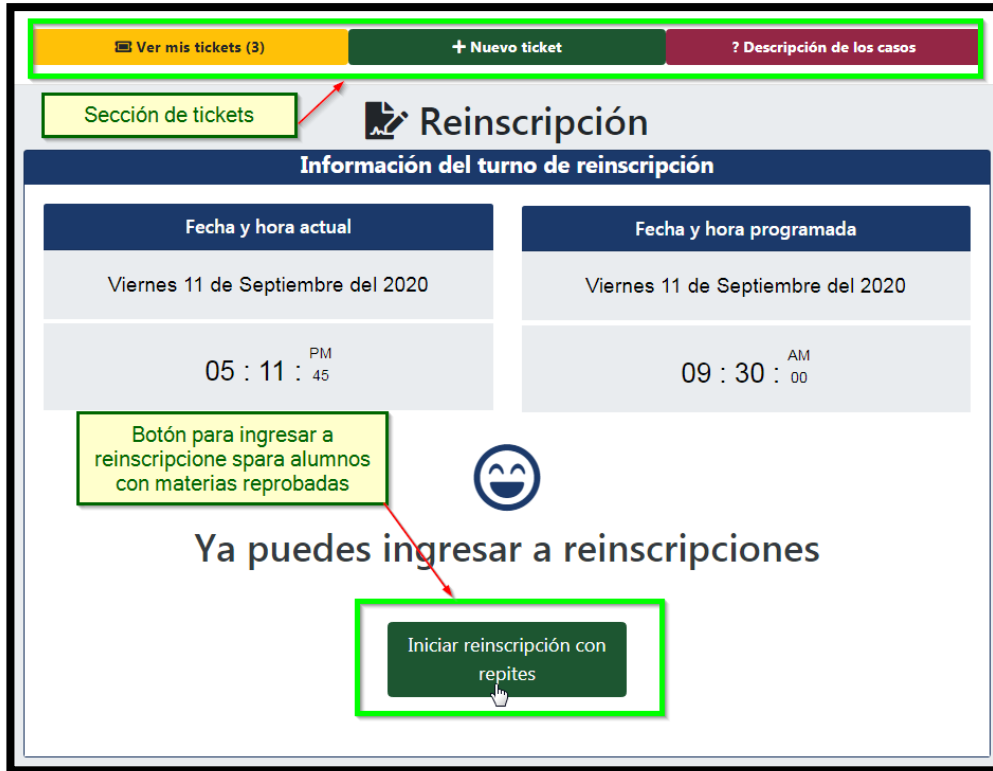 Ver mis tickets (3)
+ Nuevo ticket
? Descripción de los casos
Sección de tickets
Reinscripción
Información del turno de reinscripción
Fecha y hora actual
Viernes 11 de Septiembre del 2020
05 : 11 : 45 PM
Fecha y hora programada
Viernes 11 de Septiembre del 2020
09 : 30 : 00 AM
Botón para ingresar a
reinscripcione spara alumnos
con materias reprobadas
Ya puedes ingresar a reinscripciones
Iniciar reinscripción con
repites